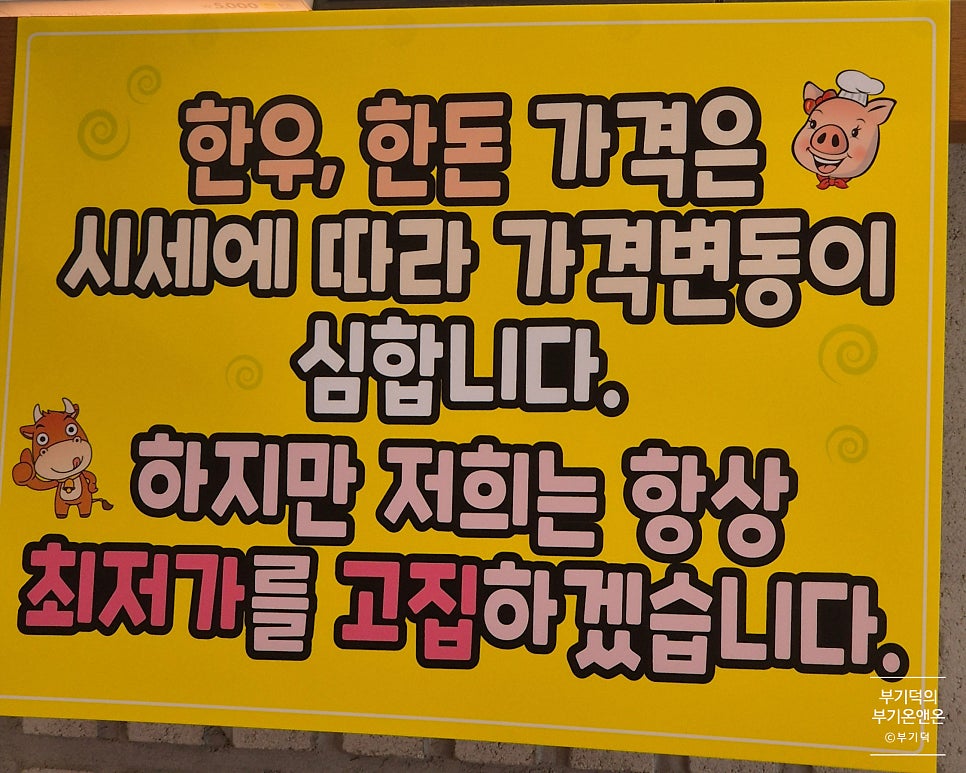 5,000
한우, 한돈 가격은
시세에 따라 가격변동이
심합니다.
하지만 저희는 항상
최저가를 고집하겠습니다.
부기덕의
부기온앤온
©부기덕